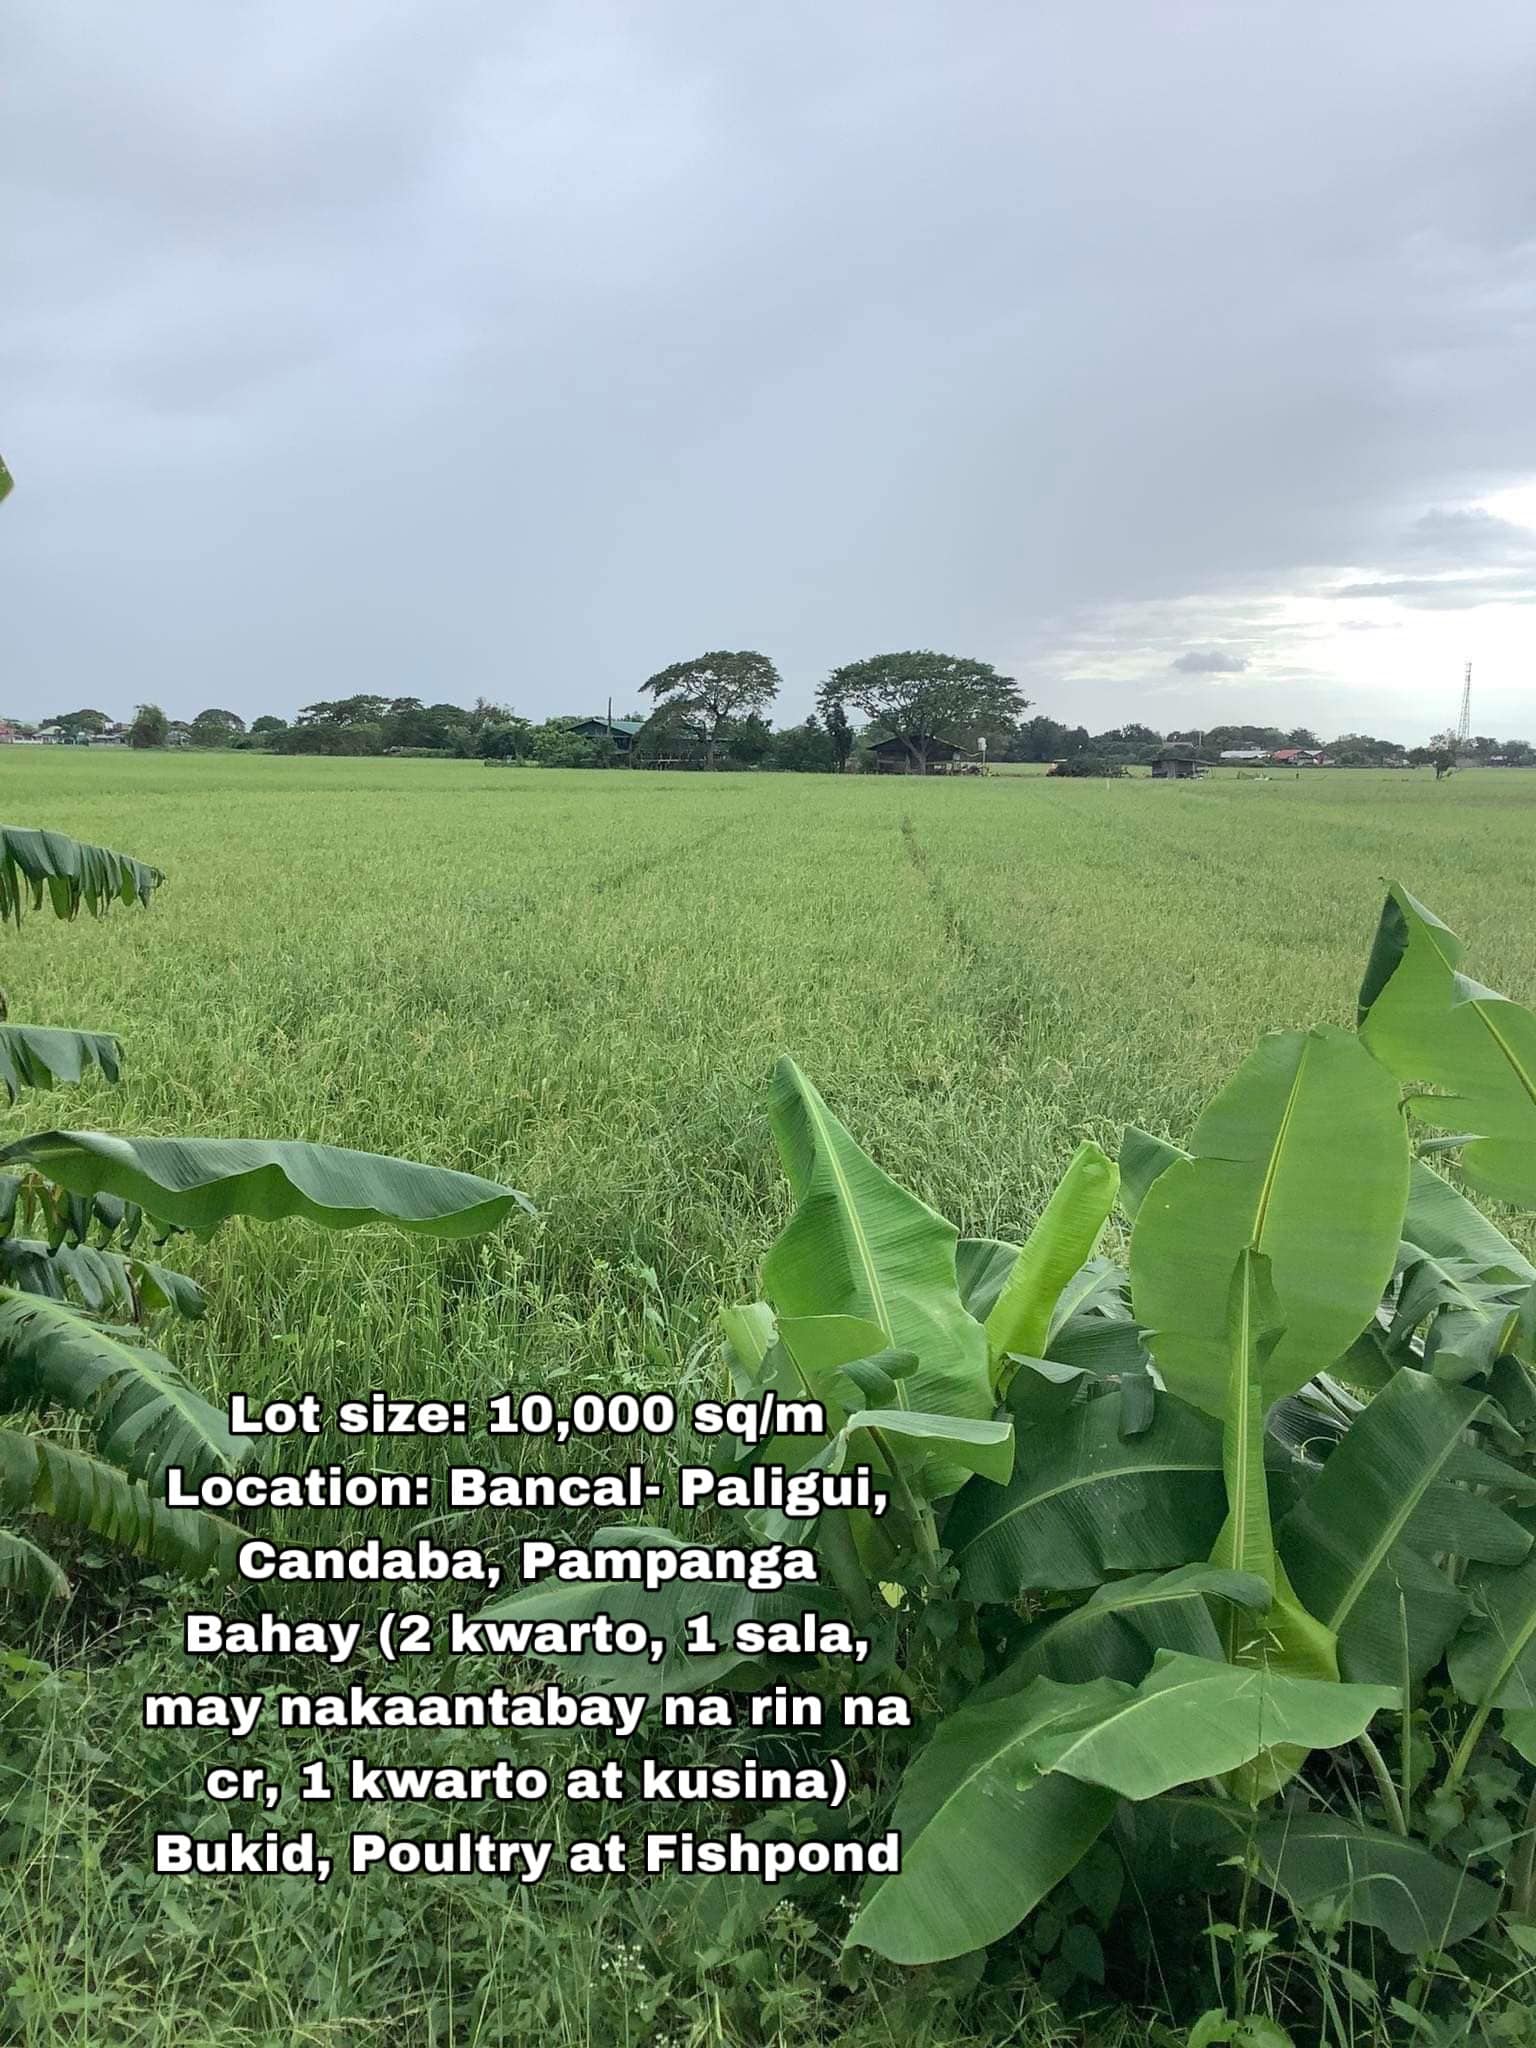 Lot size: 10,000 sq/m
Location: Bancal- Paligui,
Candaba, Pampanga
Bahay (2 kwarto, 1 sala,
may nakaantabay na rin na
cr, 1 kwarto at kusina)
Bukid, Poultry at Fishpond